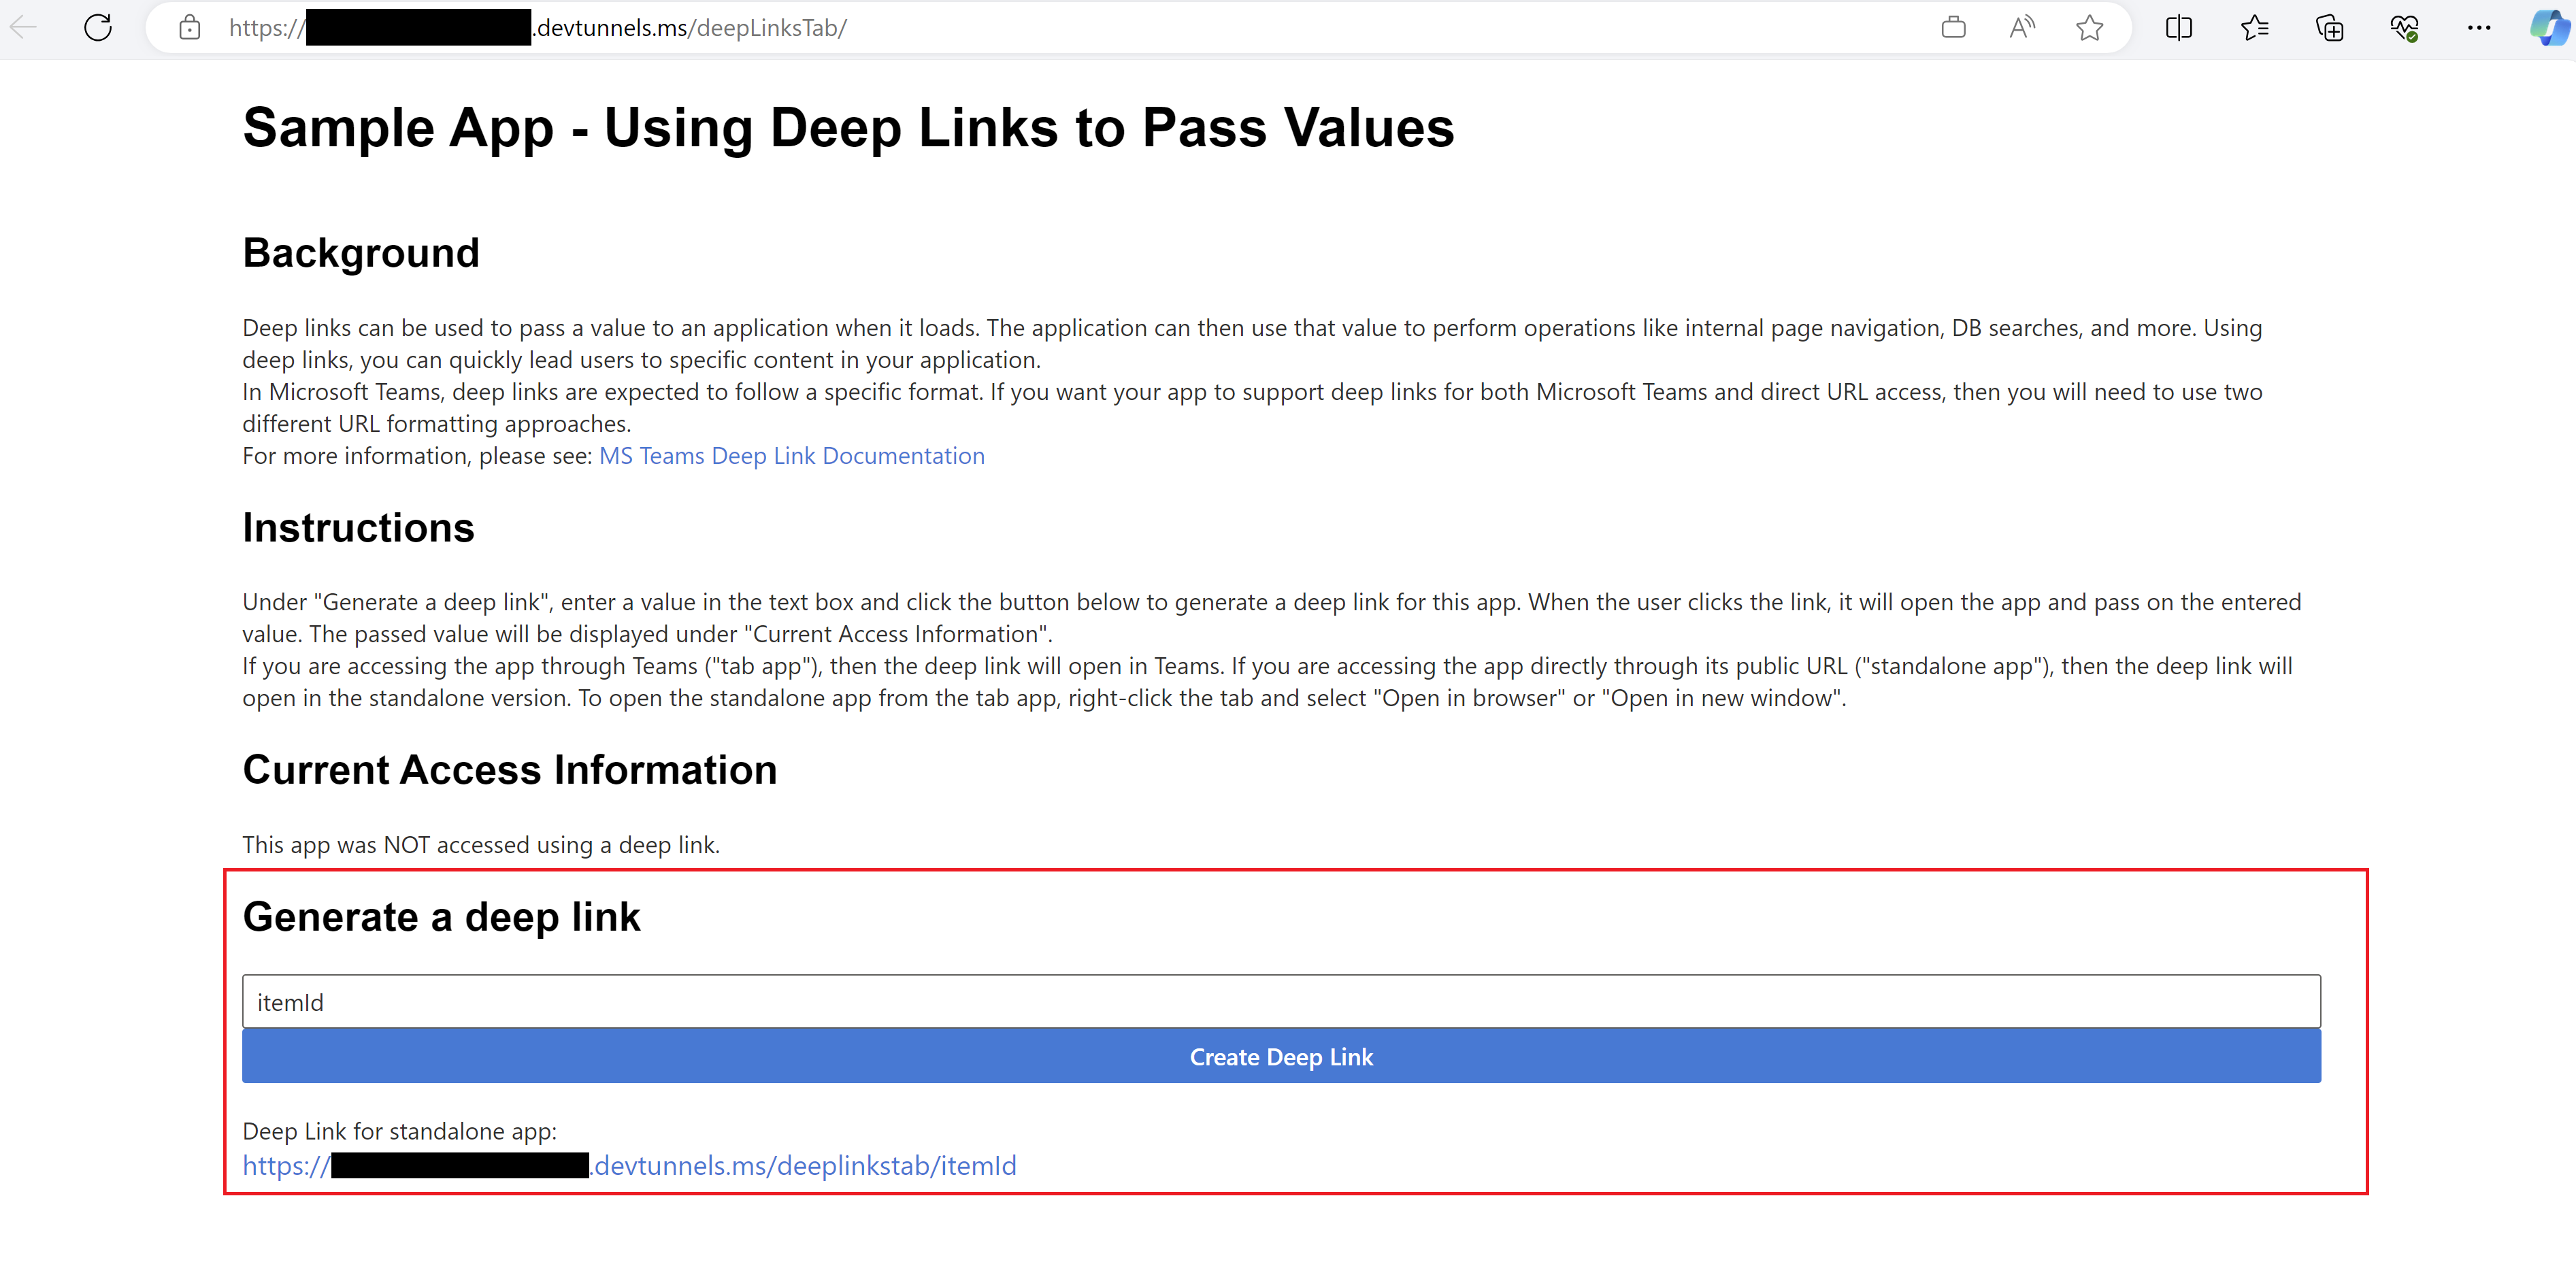 https:// .devtunnels.ms/deepLinksTab/
Sample App - Using Deep Links to Pass Values
Background
Deep links can be used to pass a value to an application when it loads. The application can then use that value to perform operations like internal page navigation, DB searches, and more. Using
deep links, you can quickly lead users to specific content in your application.
In Microsoft Teams, deep links are expected to follow a specific format. If you want your app to support deep links for both Microsoft Teams and direct URL access, then you will need to use two
different URL formatting approaches.
For more information, please see: MS Teams Deep Link Documentation
Instructions
Under "Generate a deep link", enter a value in the text box and click the button below to generate a deep link for this app. When the user clicks the link, it will open the app and pass on the entered
value. The passed value will be displayed under "Current Access Information".
If you are accessing the app through Teams ("tab app"), then the deep link will open in Teams. If you are accessing the app directly through its public URL ("standalone app"), then the deep link will
open in the standalone version. To open the standalone app from the tab app, right-click the tab and select "Open in browser" or "Open in new window".
Current Access Information
This app was NOT accessed using a deep link.
Generate a deep link
itemId
Create Deep Link
Deep Link for standalone app:
https:// .devtunnels.ms/deeplinkstab/itemId